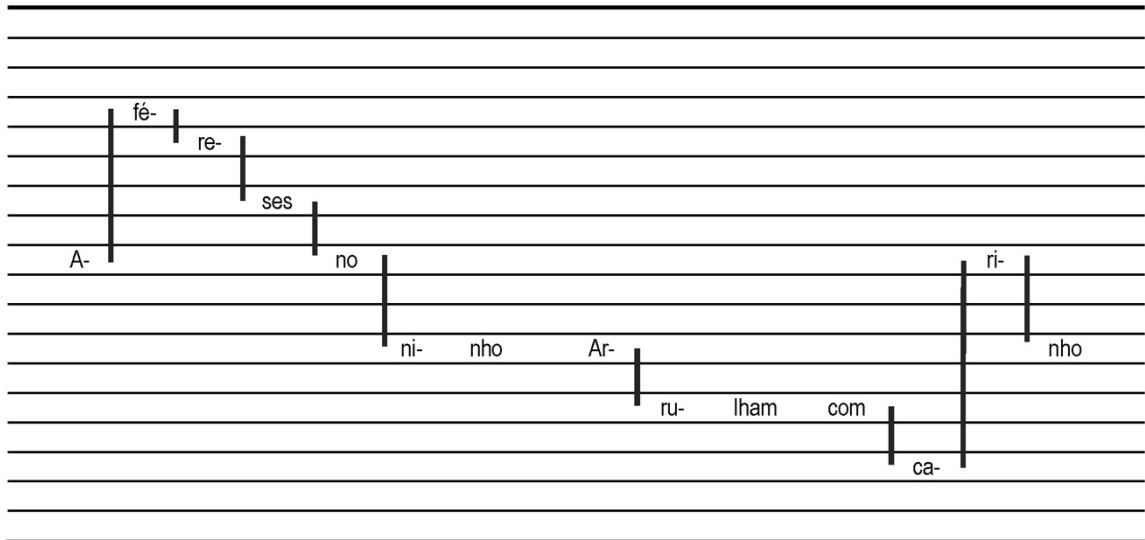 A- fé- re- ses no ni- nho Ar- ru- lham com ca- ri- nho